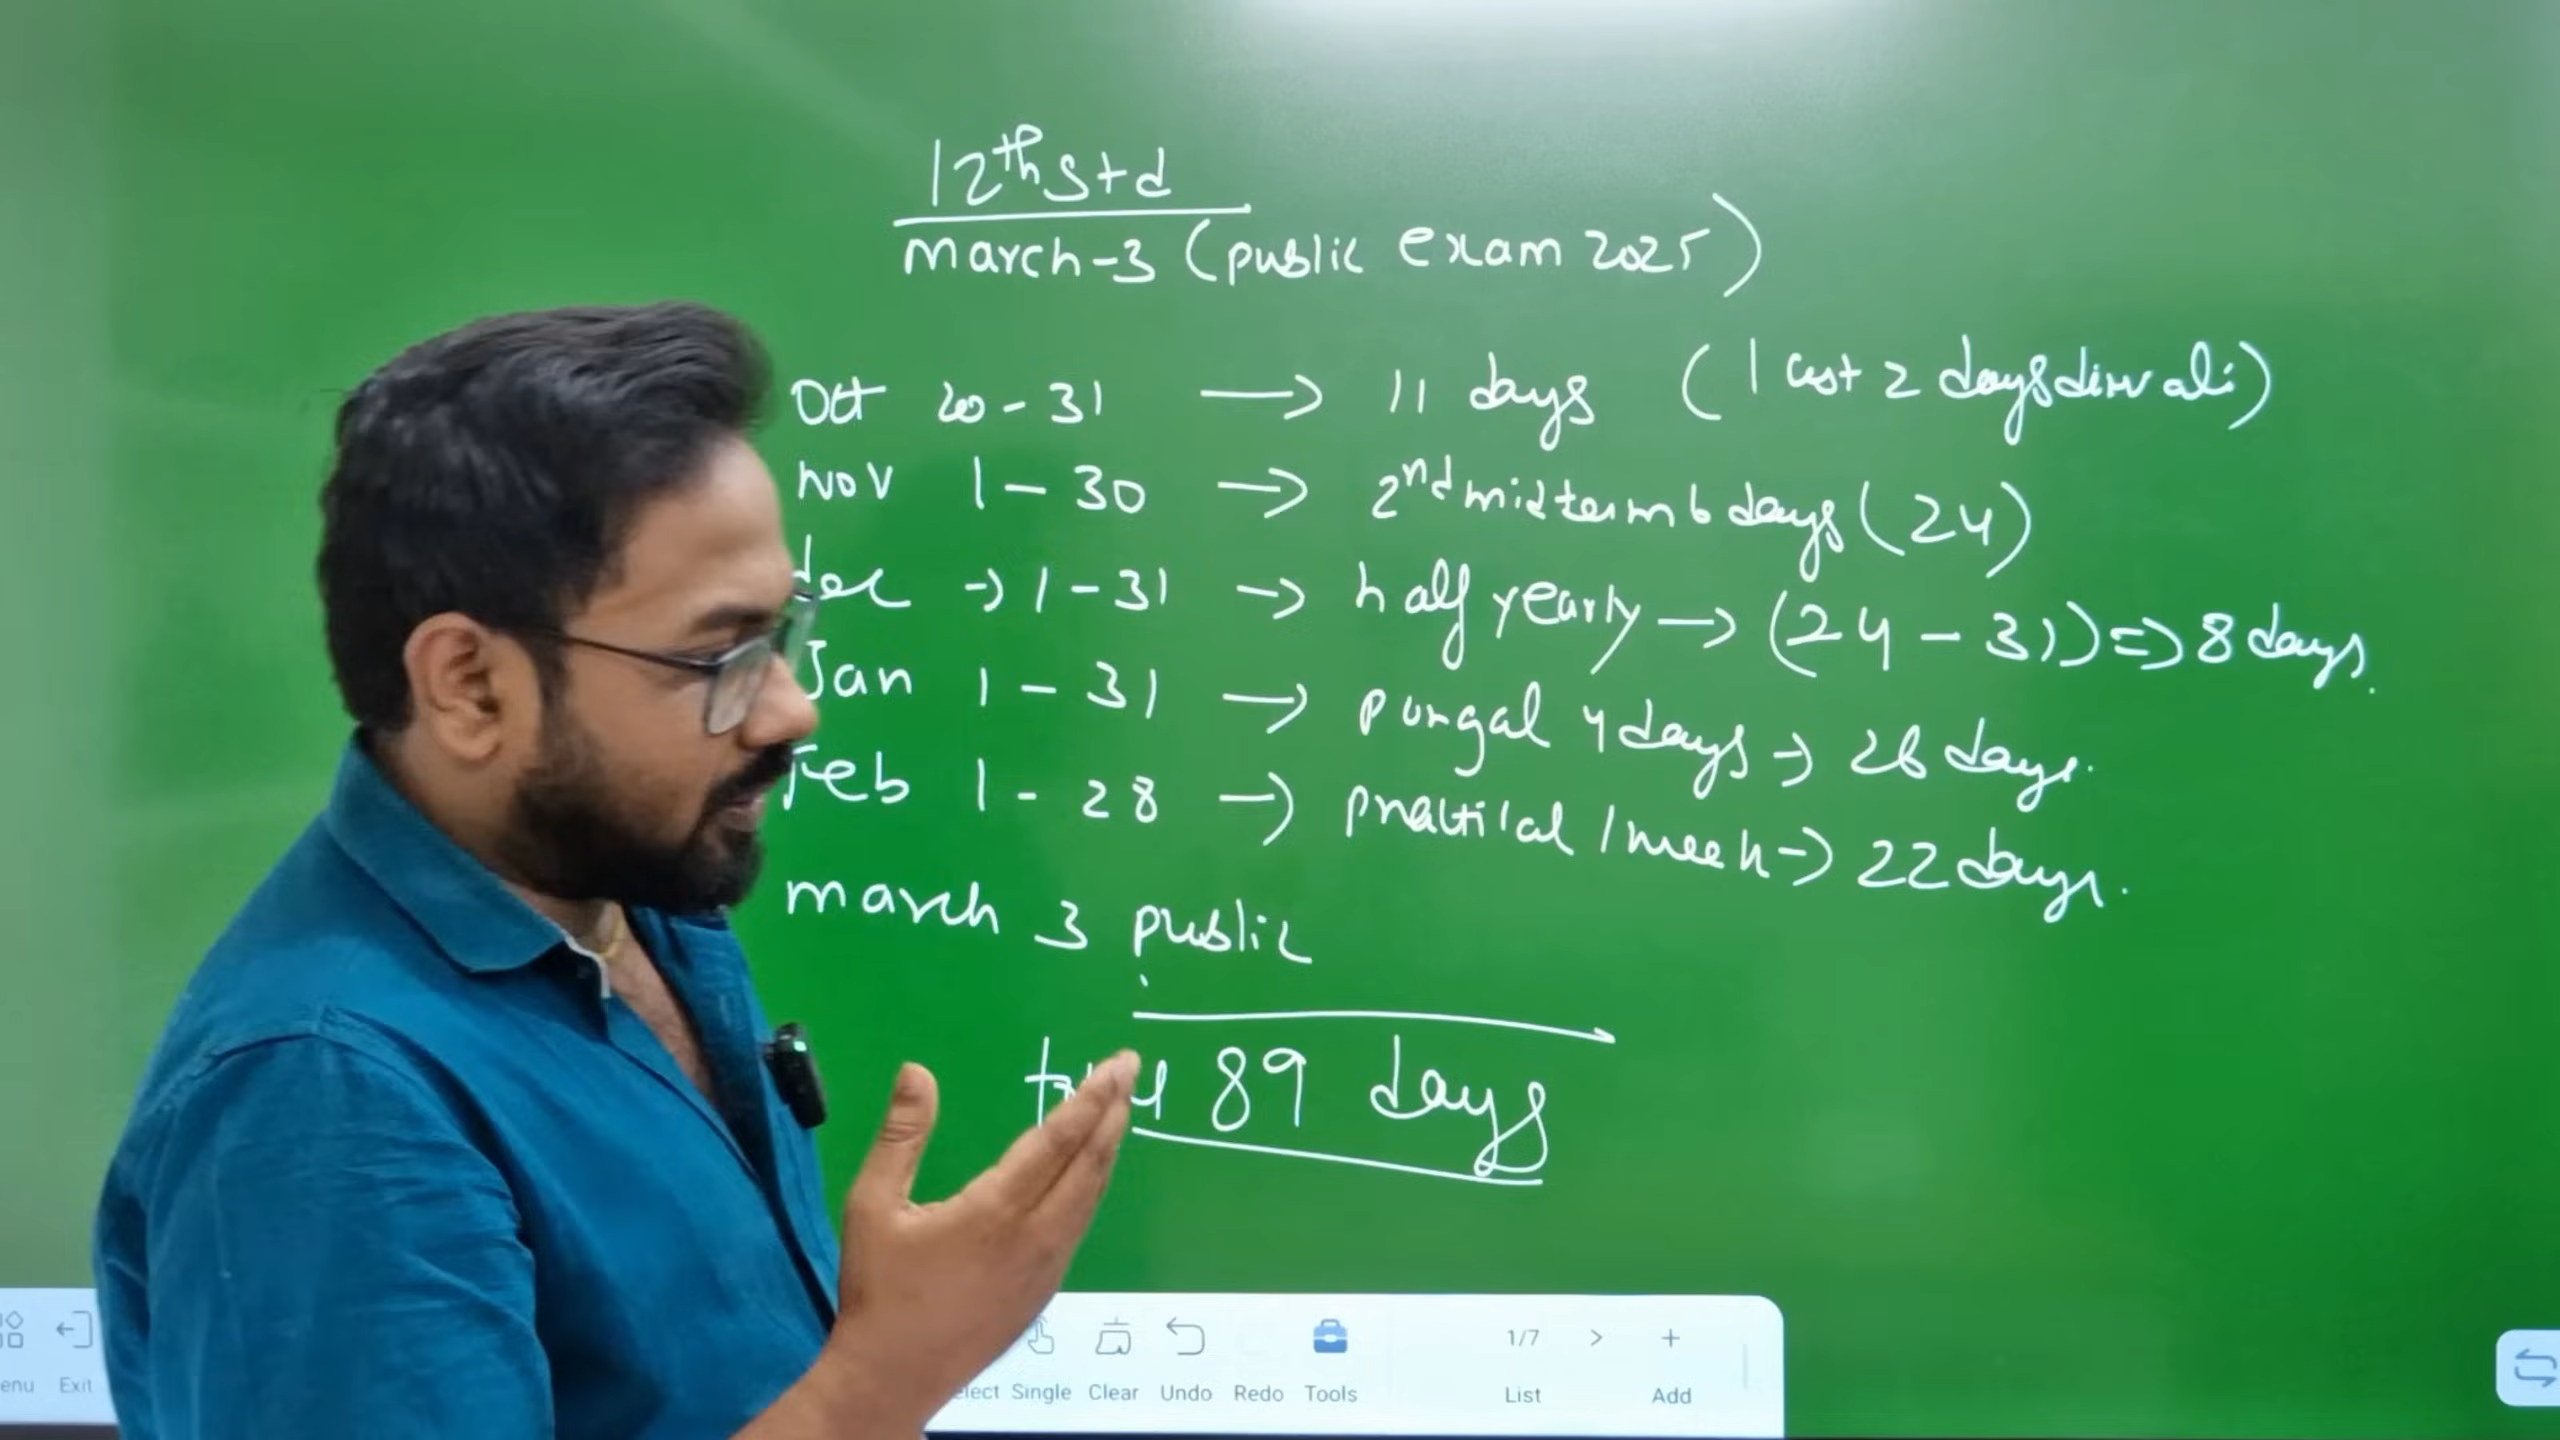 12th std
march-3 (public exam 2025)
Oct 20-31 → 11 days (last 2 days diwali)
Nov 1-30 → 2nd midterm 6 days (24)
dec → 1-31 → half yearly → (24-31) => 8 days.
Jan 1-31 → pongal 4 days → 26 days.
Feb 1-28 → practical 1 week → 22 days.
march 3 public
89 days
Exit
Single Clear Undo Redo Tools
1/7 > +
List Add